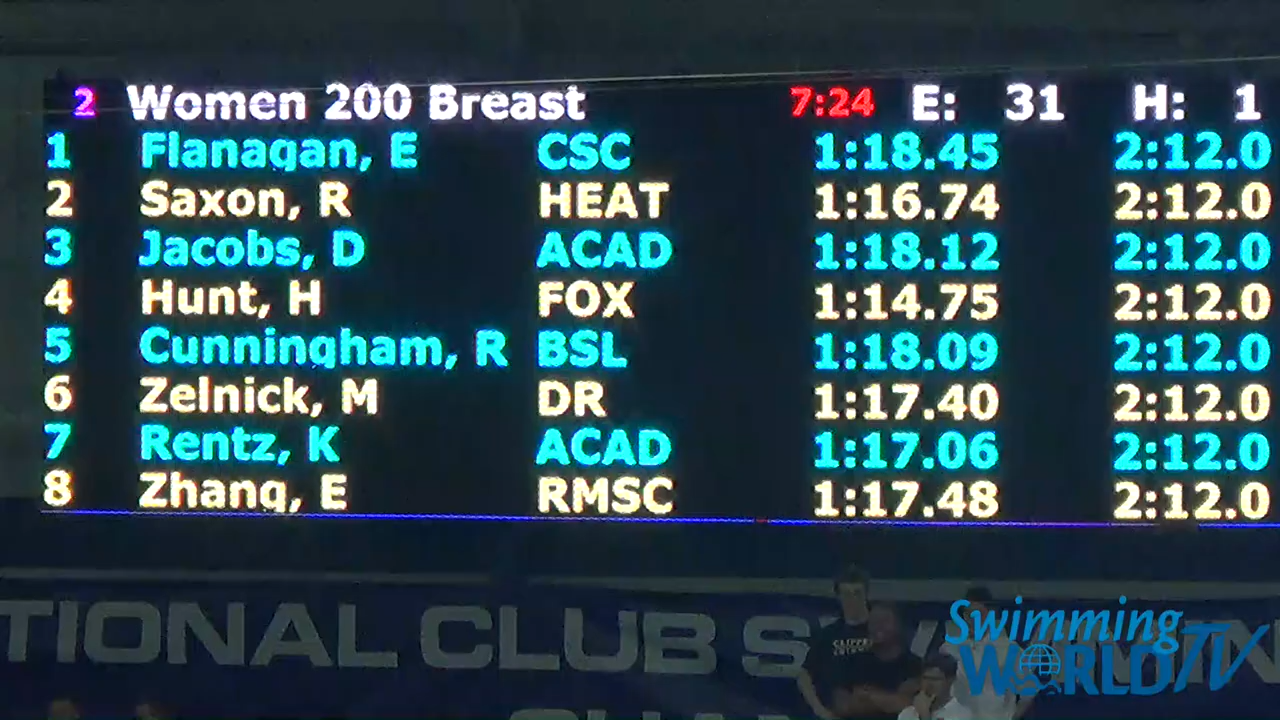 2 Women 200 Breast 7:24 E: 31 H: 1
1 Flanagan, E CSC 1:18.45 2:12.0
2 Saxon, R HEAT 1:16.74 2:12.0
3 Jacobs, D ACAD 1:18.12 2:12.0
4 Hunt, H FOX 1:14.75 2:12.0
5 Cunningham, R BSL 1:18.09 2:12.0
6 Zelnick, M DR 1:17.40 2:12.0
7 Rentz, K ACAD 1:17.06 2:12.0
8 Zhang, E RMSC 1:17.48 2:12.0
TIONAL CLUB
Swimming
WORLD TV